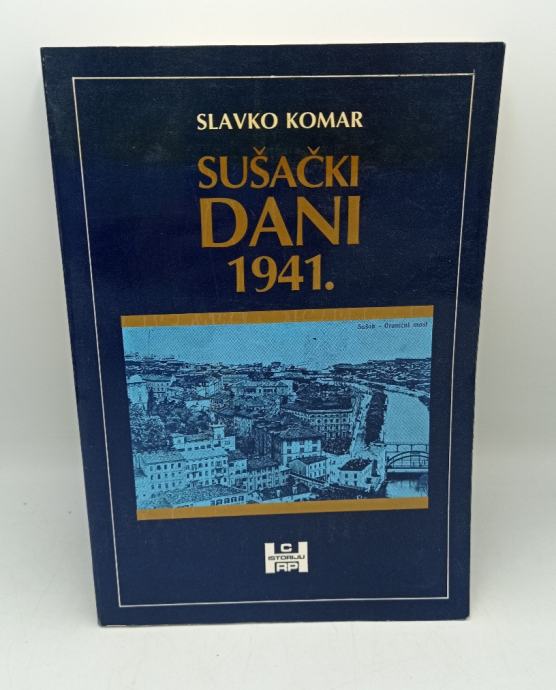 SLAVKO KOMAR
SUŠAČKI
DANI
1941.
Sušak - Granični most
C
ISTORIJU
RP